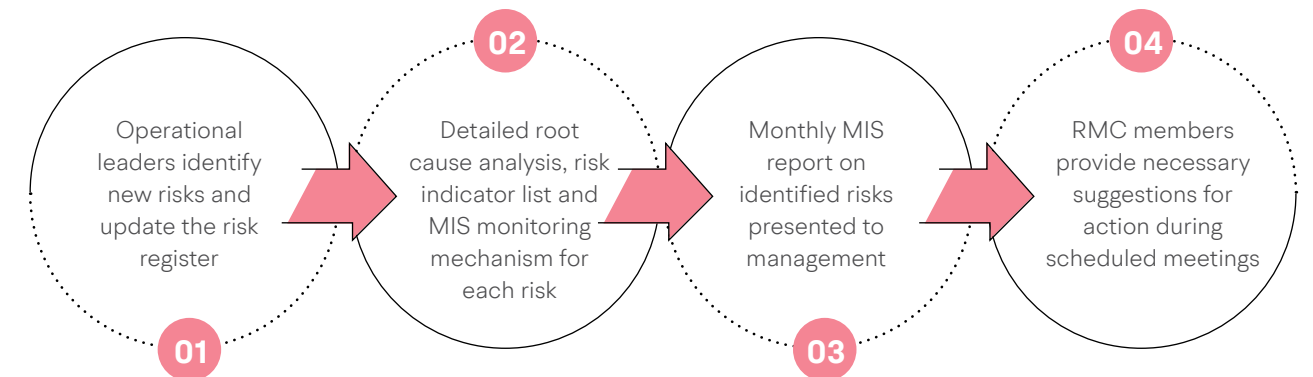 Operational
leaders identify
new risks and
update the risk
register
01
02
Detailed root
cause analysis, risk
indicator list and
MIS monitoring
mechanism for
each risk
Monthly MIS
report on
identified risks
presented to
management
03
04
RMC members
provide necessary
suggestions for
action during
scheduled meetings